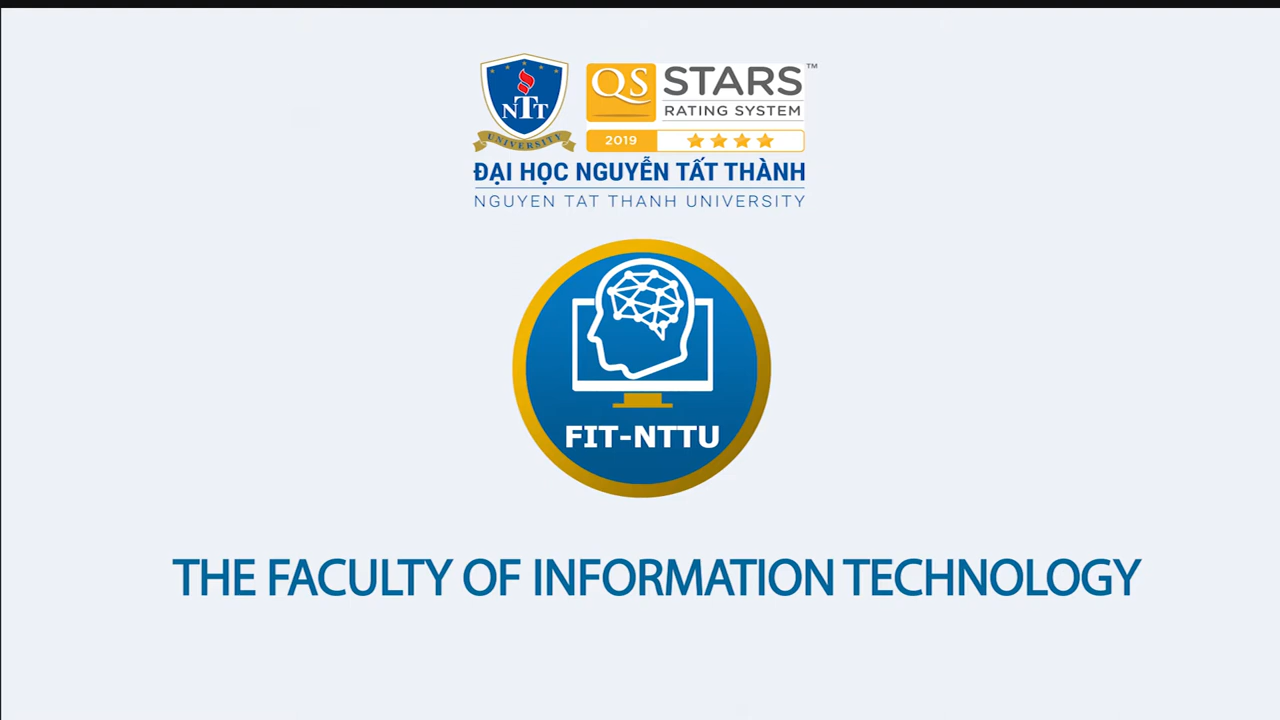 NTT
UNIVERSITY
QS STARS™
RATING SYSTEM
2019
ĐẠI HỌC NGUYỄN TẤT THÀNH
NGUYEN TAT THANH UNIVERSITY
FIT-NTTU
THE FACULTY OF INFORMATION TECHNOLOGY